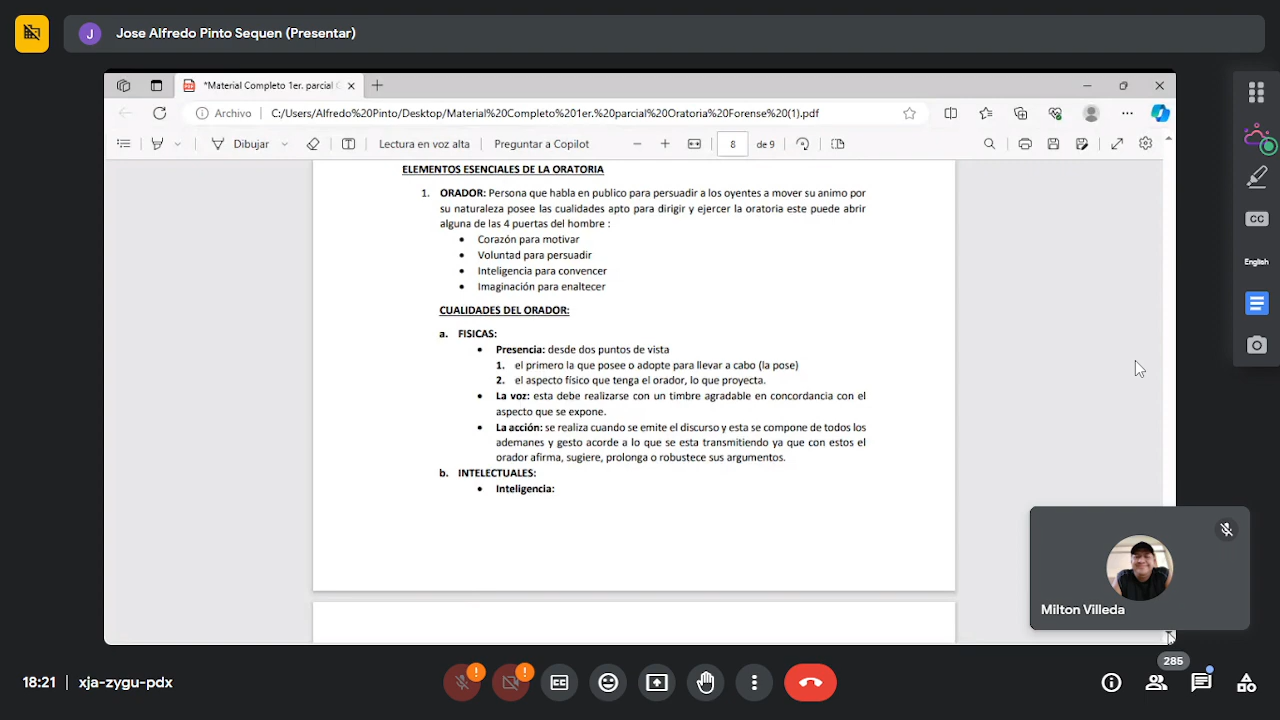 J Jose Alfredo Pinto Sequen (Presentar)
*Material Completo 1er. parcial
Archivo C:/Users/Alfredo%20Pinto/Desktop/Material%20Completo%201er.%20parcial%20Oratoria%20Forense%20(1).pdf
Dibujar Lectura en voz alta Preguntar a Copilot 8 de 9
ELEMENTOS ESENCIALES DE LA ORATORIA
1. ORADOR: Persona que habla en publico para persuadir a los oyentes a mover su animo por
su naturaleza posee las cualidades apto para dirigir y ejercer la oratoria este puede abrir
alguna de las 4 puertas del hombre :
• Corazón para motivar
• Voluntad para persuadir
• Inteligencia para convencer
• Imaginación para enaltecer
CUALIDADES DEL ORADOR:
a. FISICAS:
• Presencia: desde dos puntos de vista
1. el primero la que posee o adopte para llevar a cabo (la pose)
2. el aspecto físico que tenga el orador, lo que proyecta.
• La voz: esta debe realizarse con un timbre agradable en concordancia con el
aspecto que se expone.
• La acción: se realiza cuando se emite el discurso y esta se compone de todos los
ademanes y gesto acorde a lo que se esta transmitiendo ya que con estos el
orador afirma, sugiere, prolonga o robustece sus argumentos.
b. INTELECTUALES:
• Inteligencia:
CC
English
Milton Villeda
285
18:21 | xja-zygu-pdx